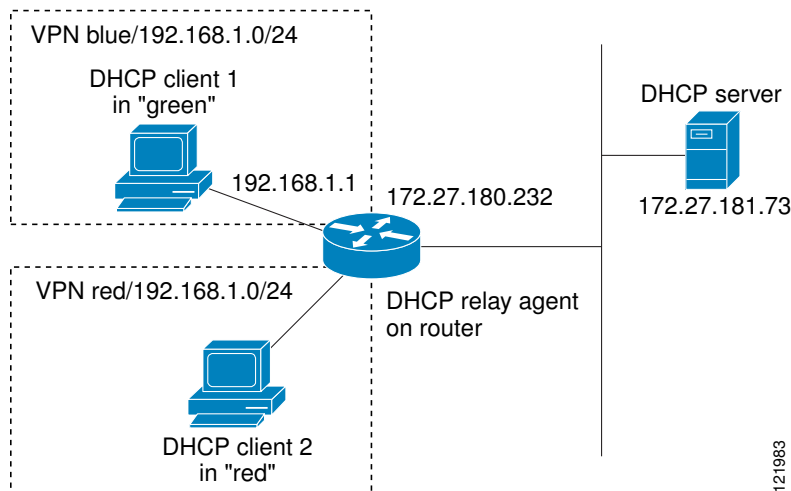 VPN blue/192.168.1.0/24
DHCP client 1
in "green"
192.168.1.1
172.27.180.232
DHCP server
172.27.181.73
VPN red/192.168.1.0/24
DHCP relay agent
on router
DHCP client 2
in "red"
121983